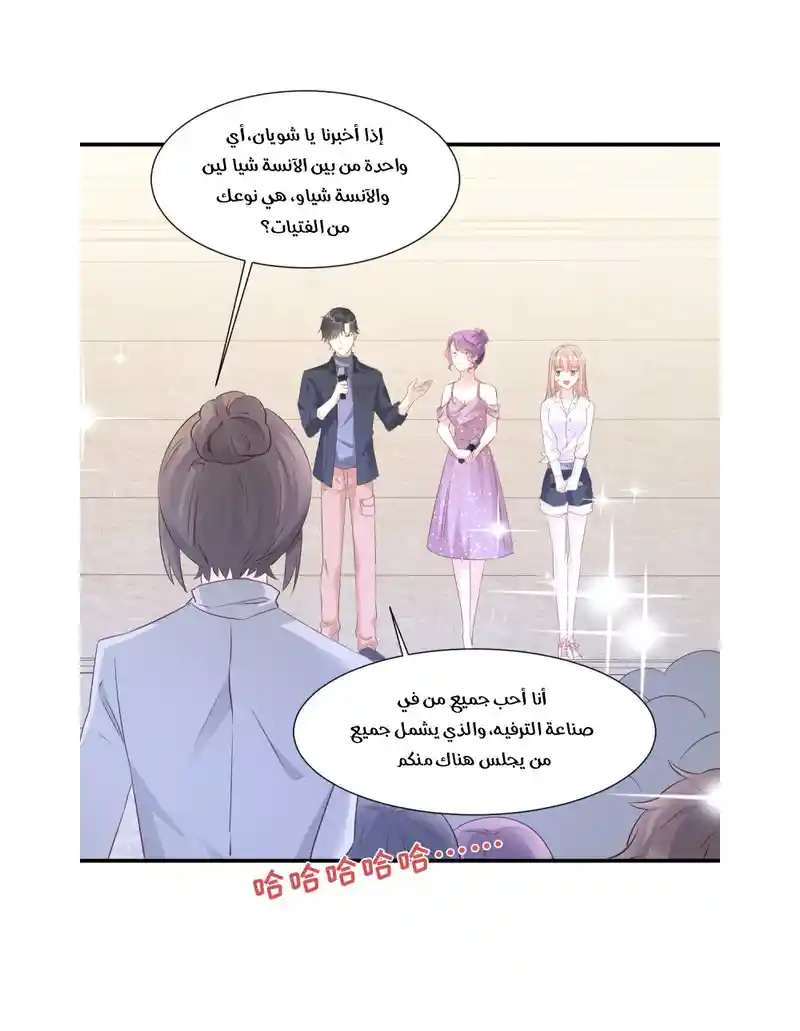 إذا أخبرنا يا شويان، أي
واحدة من بين الآنسة شيا لين
والآنسة شياو، هي نوعك
من الفتيات؟
أنا أحب جميع من في
صناعة الترفيه، والذي يشمل جميع
من يجلس هناك منكم
哈哈哈哈哈……